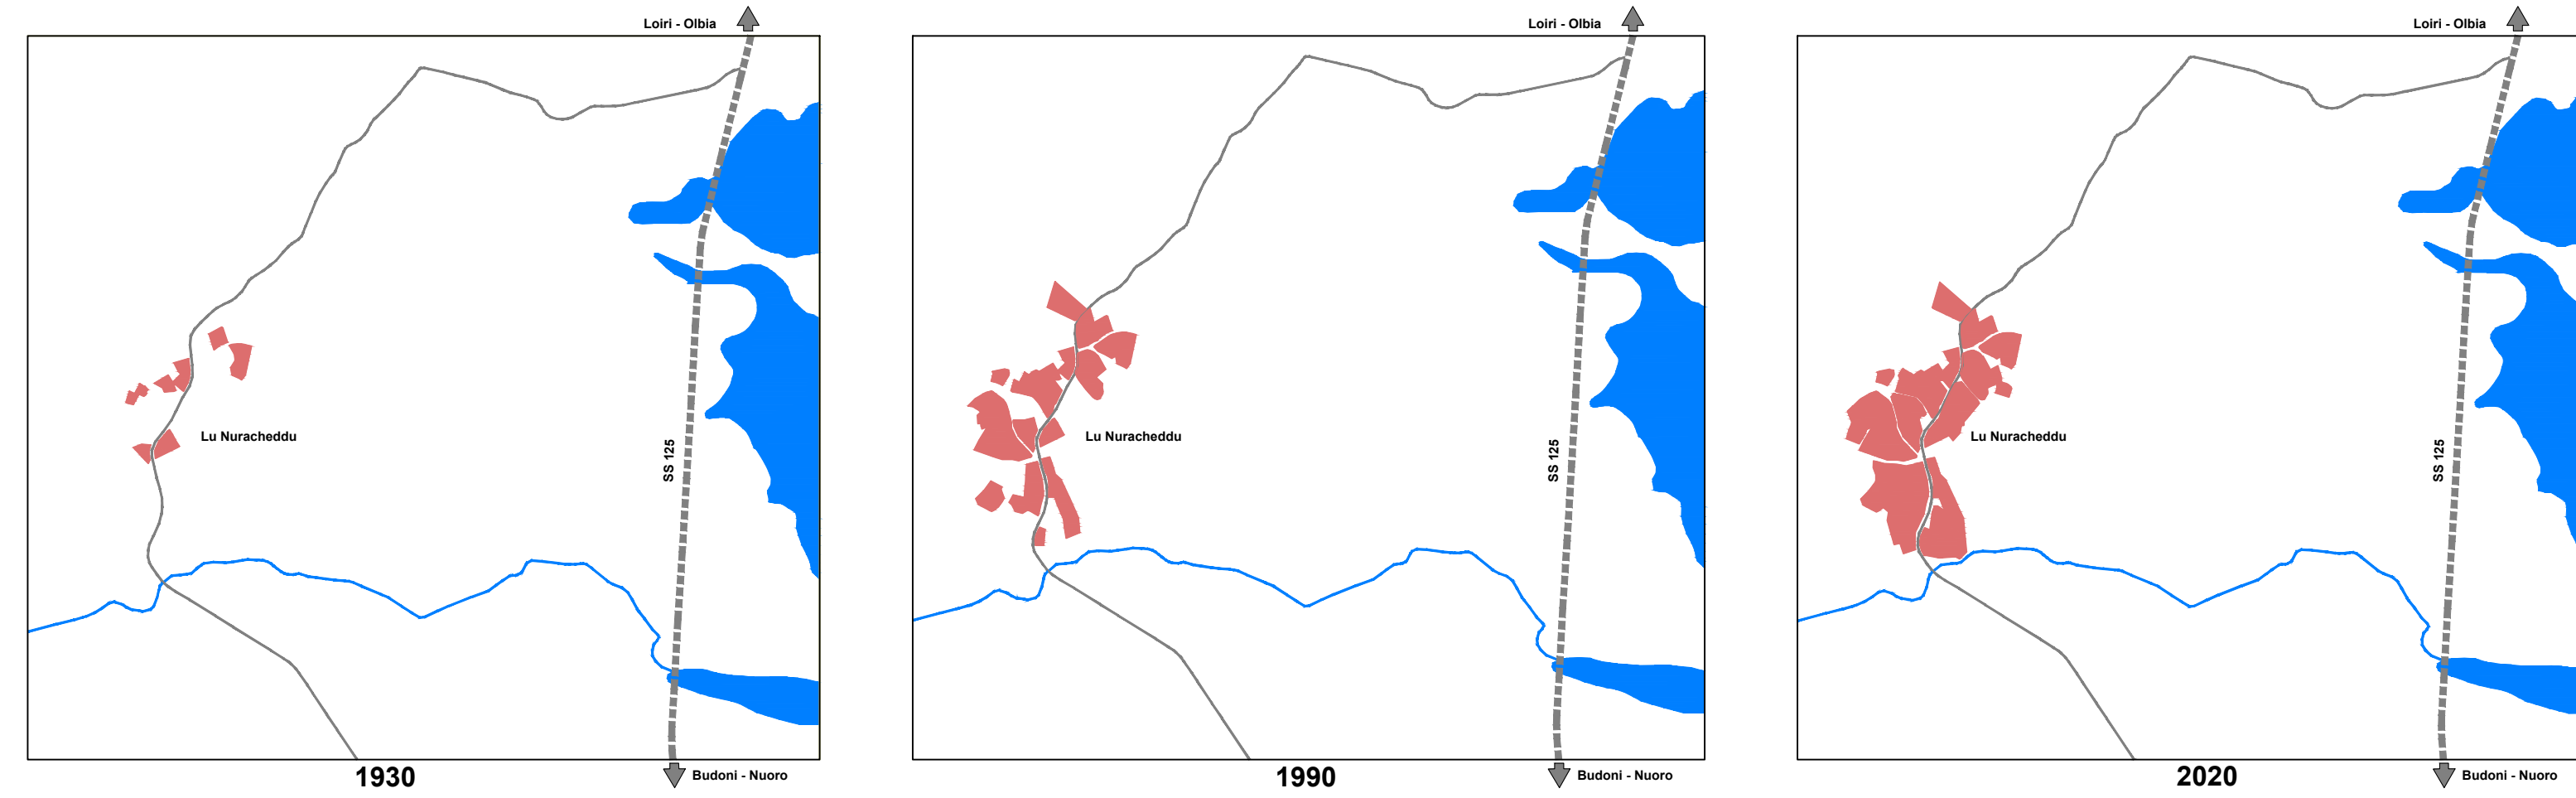 Loiri - Olbia
Loiri - Olbia
Loiri - Olbia
Lu Nuracheddu
SS 125
Lu Nuracheddu
SS 125
Lu Nuracheddu
SS 125
1930
Budoni - Nuoro
1990
Budoni - Nuoro
2020
Budoni - Nuoro